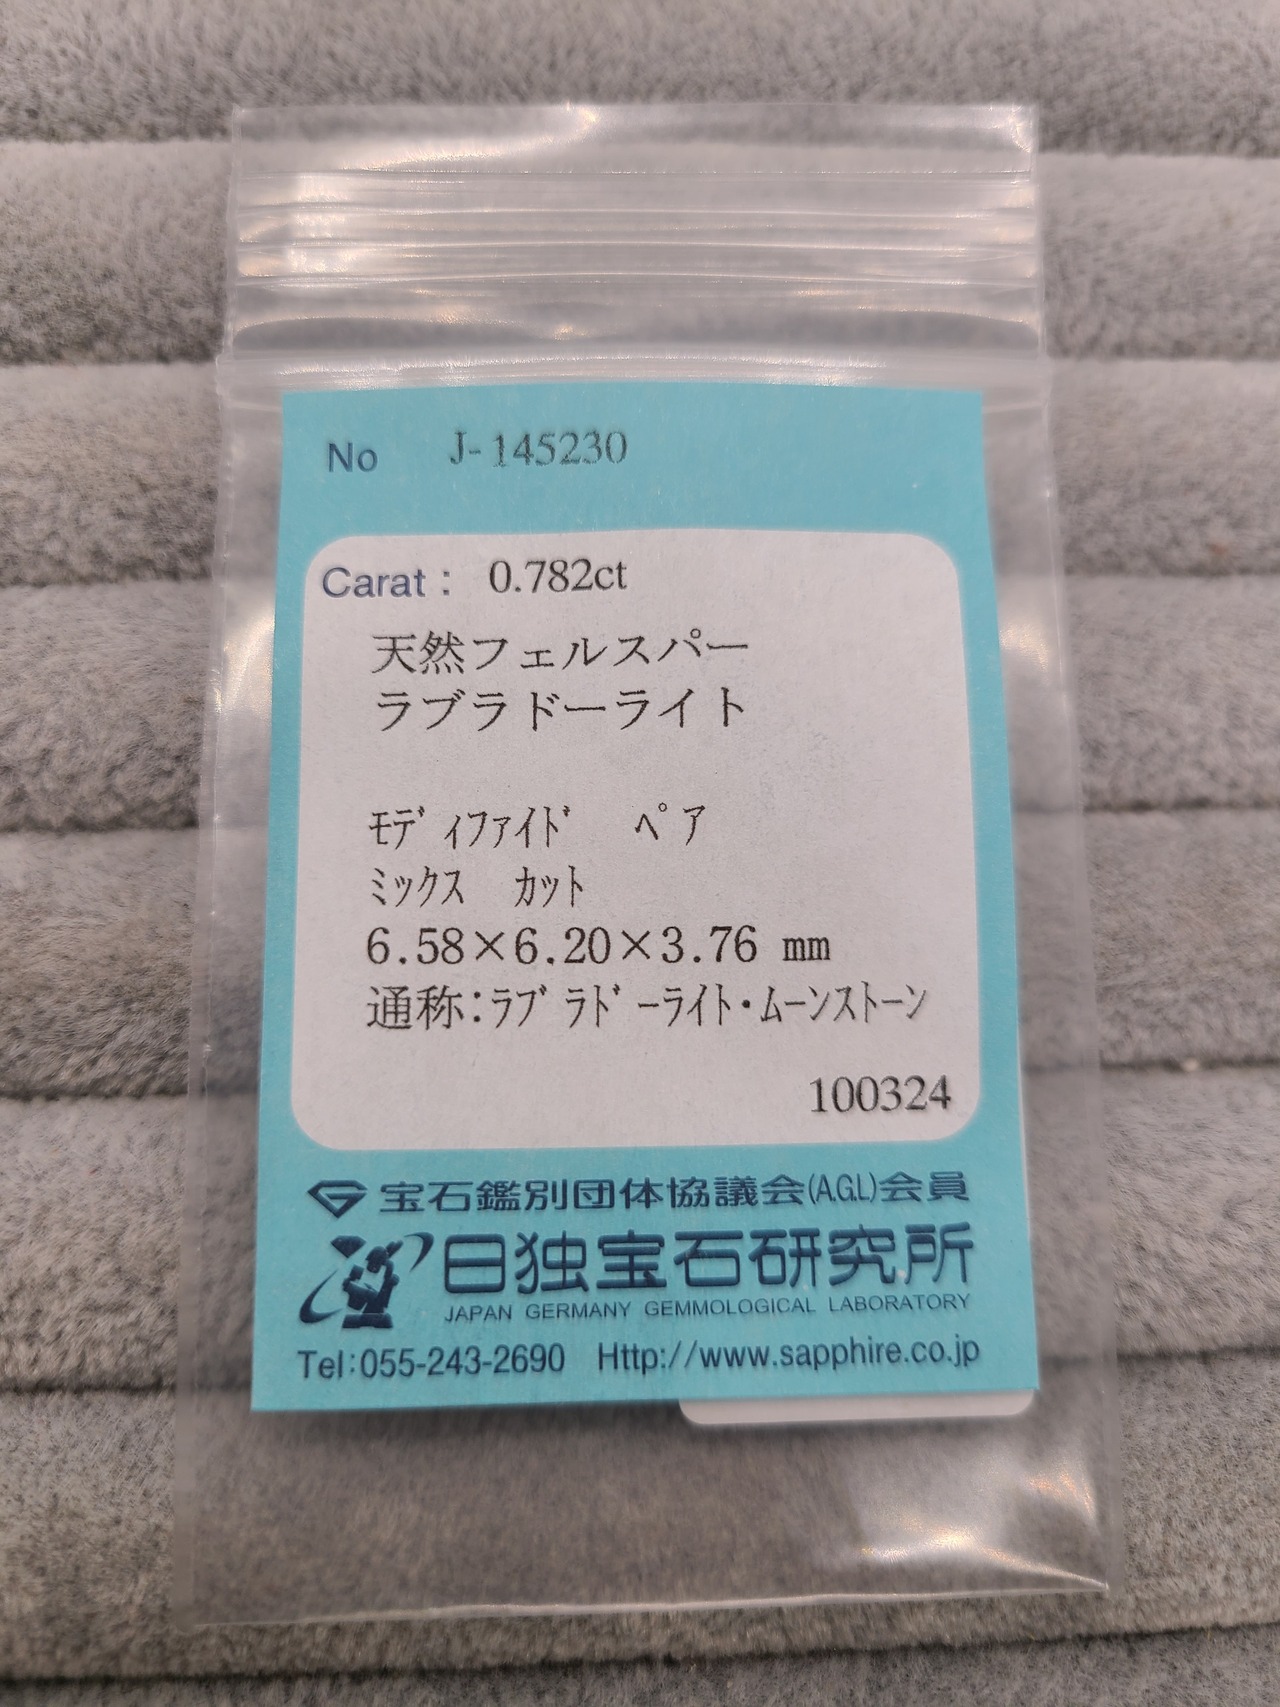 No J-145230
Carat : 0.782ct
天然フェルスパー
ラブラドーライト
ﾓﾃﾞｨﾌｧｲﾄﾞ ﾍﾟｱ
ﾐｯｸｽ ｶｯﾄ
6.58×6.20×3.76 mm
通称:ﾗﾌﾞﾗﾄﾞｰﾗｲﾄ・ﾑｰﾝｽﾄｰﾝ
100324
宝石鑑別団体協議会(A.G.L)会員
日独宝石研究所
JAPAN GERMANY GEMMOLOGICAL LABORATORY
Tel:055-243-2690 Http://www.sapphire.co.jp